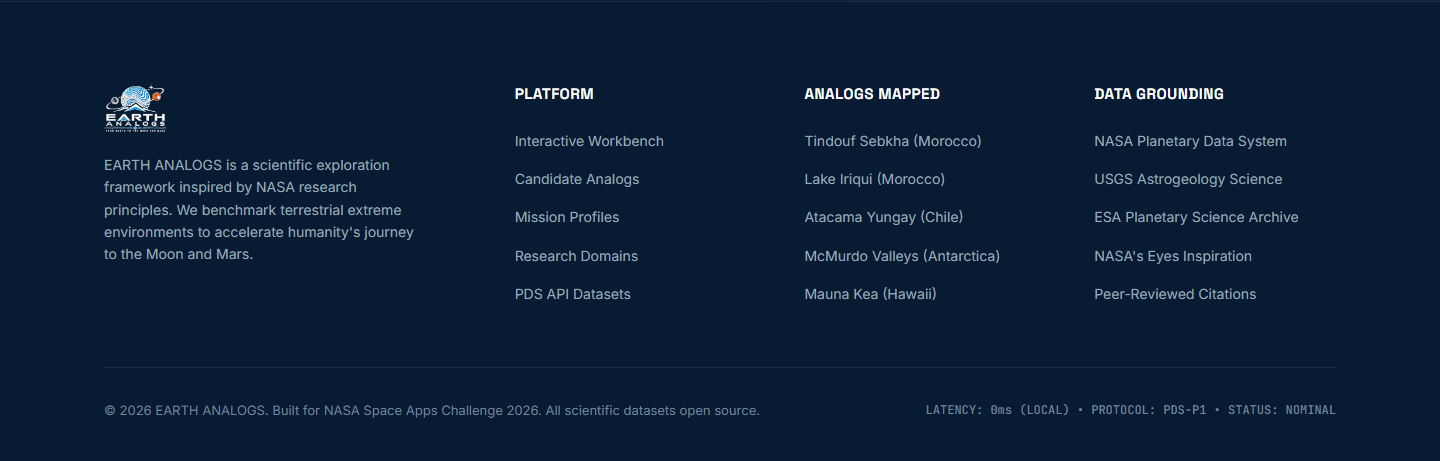 EARTH
ANALOGS
EARTH ANALOGS is a scientific exploration
framework inspired by NASA research
principles. We benchmark terrestrial extreme
environments to accelerate humanity's journey
to the Moon and Mars.
PLATFORM
Interactive Workbench
Candidate Analogs
Mission Profiles
Research Domains
PDS API Datasets
ANALOGS MAPPED
Tindouf Sebkha (Morocco)
Lake Iriqui (Morocco)
Atacama Yungay (Chile)
McMurdo Valleys (Antarctica)
Mauna Kea (Hawaii)
DATA GROUNDING
NASA Planetary Data System
USGS Astrogeology Science
ESA Planetary Science Archive
NASA's Eyes Inspiration
Peer-Reviewed Citations
© 2026 EARTH ANALOGS. Built for NASA Space Apps Challenge 2026. All scientific datasets open source.
LATENCY: 0ms (LOCAL) • PROTOCOL: PDS-P1 • STATUS: NOMINAL